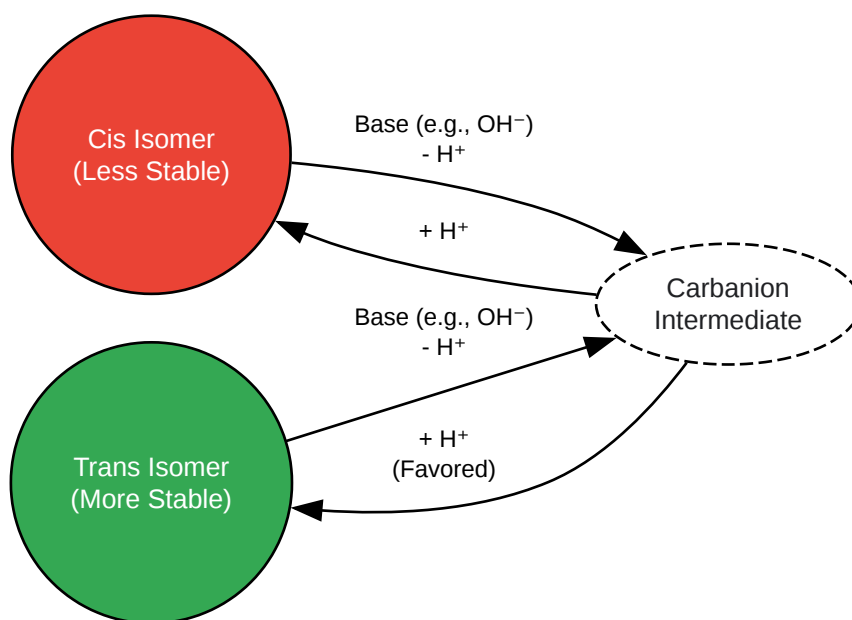 Cis Isomer
(Less Stable)
Base (e.g., OH⁻)
- H⁺
+ H⁺
Carbanion
Intermediate
Base (e.g., OH⁻)
- H⁺
+ H⁺
(Favored)
Trans Isomer
(More Stable)